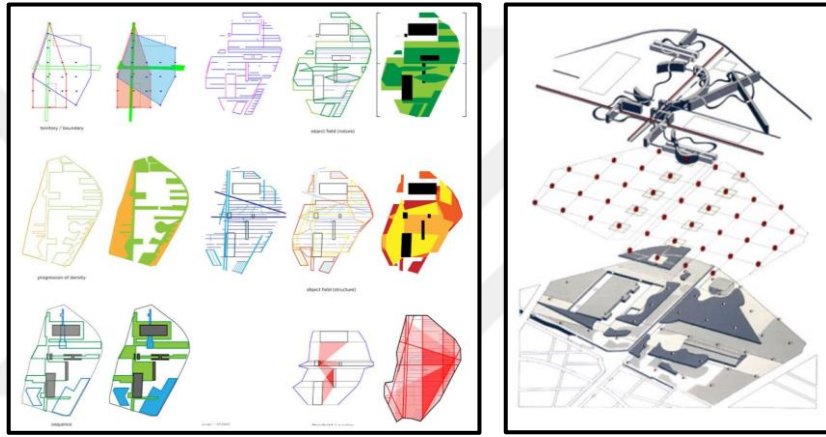 territory / boundary
object field (nature)
progression of density
object field (structure)
sequence